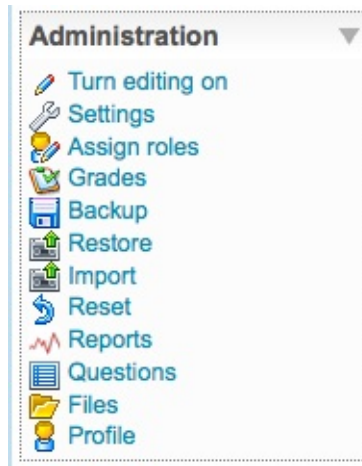 Administration
Turn editing on
Settings
Assign roles
Grades
Backup
Restore
Import
Reset
Reports
Questions
Files
Profile